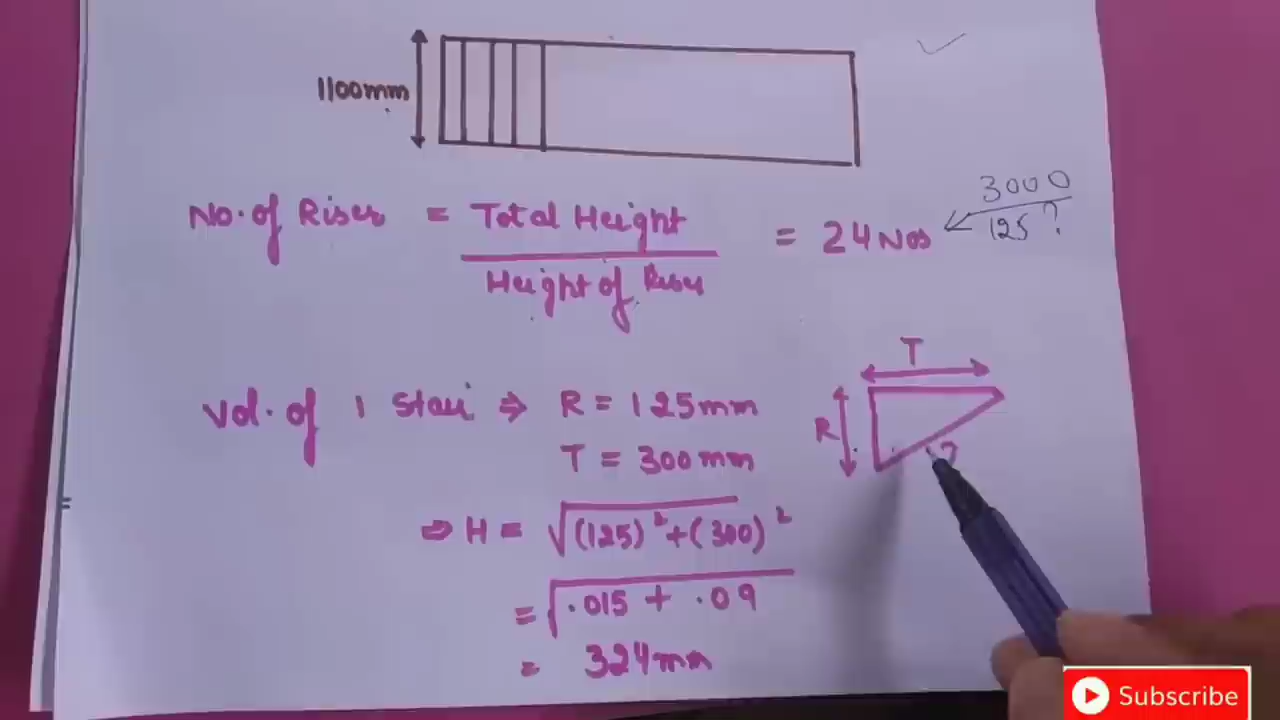 1100mm
No. of Riser = Total Height / Height of Riser = 24 Nos
3000
125 ?
T
Vol. of 1 Stair ⇒ R = 125mm
R
T = 300mm
?
⇒ H = √(125)² + (300)²
= √.015 + .09
= 324mm
Subscribe